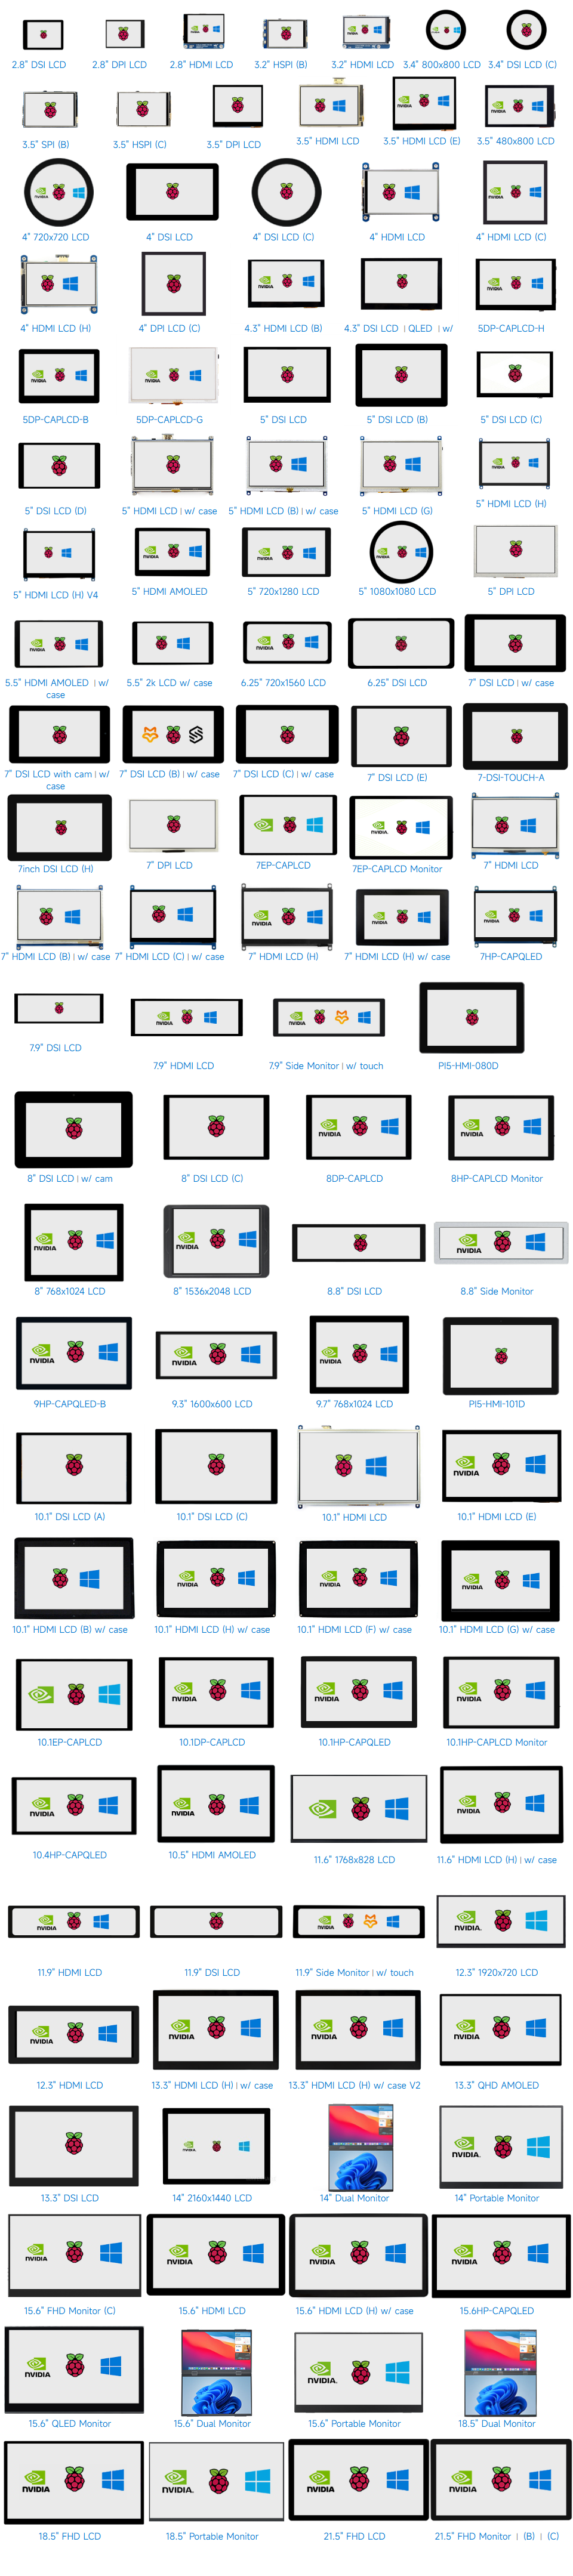 2.8" DSI LCD 2.8" DPI LCD 2.8" HDMI LCD 3.2" HSPI (B) 3.2" HDMI LCD 3.4" 800x800 LCD 3.4" DSI LCD (C)
3.5" SPI (B) 3.5" HSPI (C) 3.5" DPI LCD 3.5" HDMI LCD 3.5" HDMI LCD (E) 3.5" 480x800 LCD
4" 720x720 LCD 4" DSI LCD 4" DSI LCD (C) 4" HDMI LCD 4" HDMI LCD (C)
4" HDMI LCD (H) 4" DPI LCD (C) 4.3" HDMI LCD (B) 4.3" DSI LCD | QLED | w/ 5DP-CAPLCD-H
5DP-CAPLCD-B 5DP-CAPLCD-G 5" DSI LCD 5" DSI LCD (B) 5" DSI LCD (C)
5" DSI LCD (D) 5" HDMI LCD | w/ case 5" HDMI LCD (B) | w/ case 5" HDMI LCD (G) 5" HDMI LCD (H)
5" HDMI LCD (H) V4 5" HDMI AMOLED 5" 720x1280 LCD 5" 1080x1080 LCD 5" DPI LCD
5.5" HDMI AMOLED | w/ case 5.5" 2k LCD w/ case 6.25" 720x1560 LCD 6.25" DSI LCD 7" DSI LCD | w/ case
7" DSI LCD with cam | w/ case 7" DSI LCD (B) | w/ case 7" DSI LCD (C) | w/ case 7" DSI LCD (E) 7-DSI-TOUCH-A
7inch DSI LCD (H) 7" DPI LCD 7EP-CAPLCD 7EP-CAPLCD Monitor 7" HDMI LCD
7" HDMI LCD (B) | w/ case 7" HDMI LCD (C) | w/ case 7" HDMI LCD (H) 7" HDMI LCD (H) w/ case 7HP-CAPQLED
7.9" DSI LCD 7.9" HDMI LCD 7.9" Side Monitor | w/ touch PI5-HMI-080D
8" DSI LCD | w/ cam 8" DSI LCD (C) 8DP-CAPLCD 8HP-CAPLCD Monitor
8" 768x1024 LCD 8" 1536x2048 LCD 8.8" DSI LCD 8.8" Side Monitor
9HP-CAPQLED-B 9.3" 1600x600 LCD 9.7" 768x1024 LCD PI5-HMI-101D
10.1" DSI LCD (A) 10.1" DSI LCD (C) 10.1" HDMI LCD 10.1" HDMI LCD (E)
10.1" HDMI LCD (B) w/ case 10.1" HDMI LCD (H) w/ case 10.1" HDMI LCD (F) w/ case 10.1" HDMI LCD (G) w/ case
10.1EP-CAPLCD 10.1DP-CAPLCD 10.1HP-CAPQLED 10.1HP-CAPLCD Monitor
10.4HP-CAPQLED 10.5" HDMI AMOLED 11.6" 1768x828 LCD 11.6" HDMI LCD (H) | w/ case
11.9" HDMI LCD 11.9" DSI LCD 11.9" Side Monitor | w/ touch 12.3" 1920x720 LCD
12.3" HDMI LCD 13.3" HDMI LCD (H) | w/ case 13.3" HDMI LCD (H) w/ case V2 13.3" QHD AMOLED
13.3" DSI LCD 14" 2160x1440 LCD 14" Dual Monitor 14" Portable Monitor
15.6" FHD Monitor (C) 15.6" HDMI LCD 15.6" HDMI LCD (H) w/ case 15.6HP-CAPQLED
15.6" QLED Monitor 15.6" Dual Monitor 15.6" Portable Monitor 18.5" Dual Monitor
18.5" FHD LCD 18.5" Portable Monitor 21.5" FHD LCD 21.5" FHD Monitor | (B) | (C)